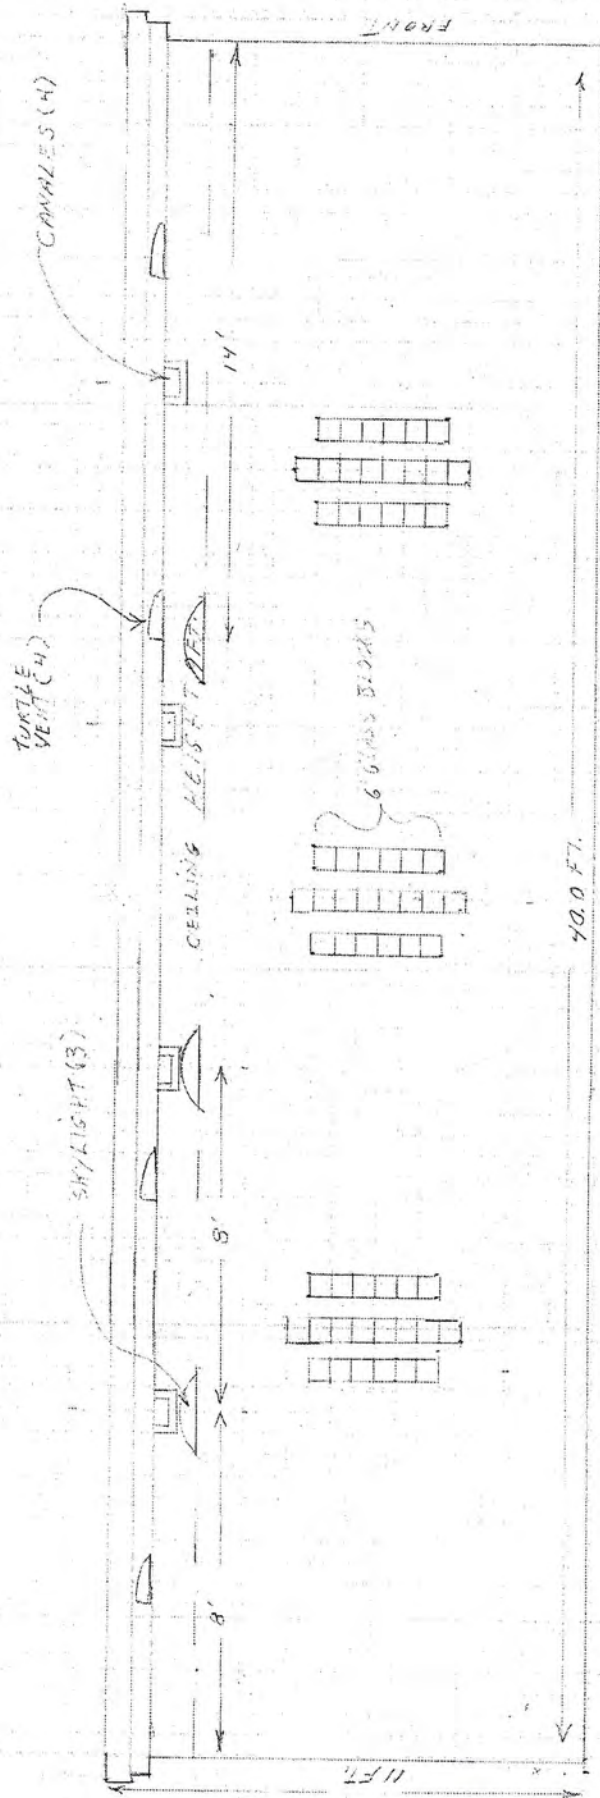 SKYLIGHT (3)
TURTLE
VENT (4)
CANALES (4)
CEILING HEIGHT
8'
8'
14'
6" GLASS BLOCKS
11 FT.
FRONT
40.0 FT.